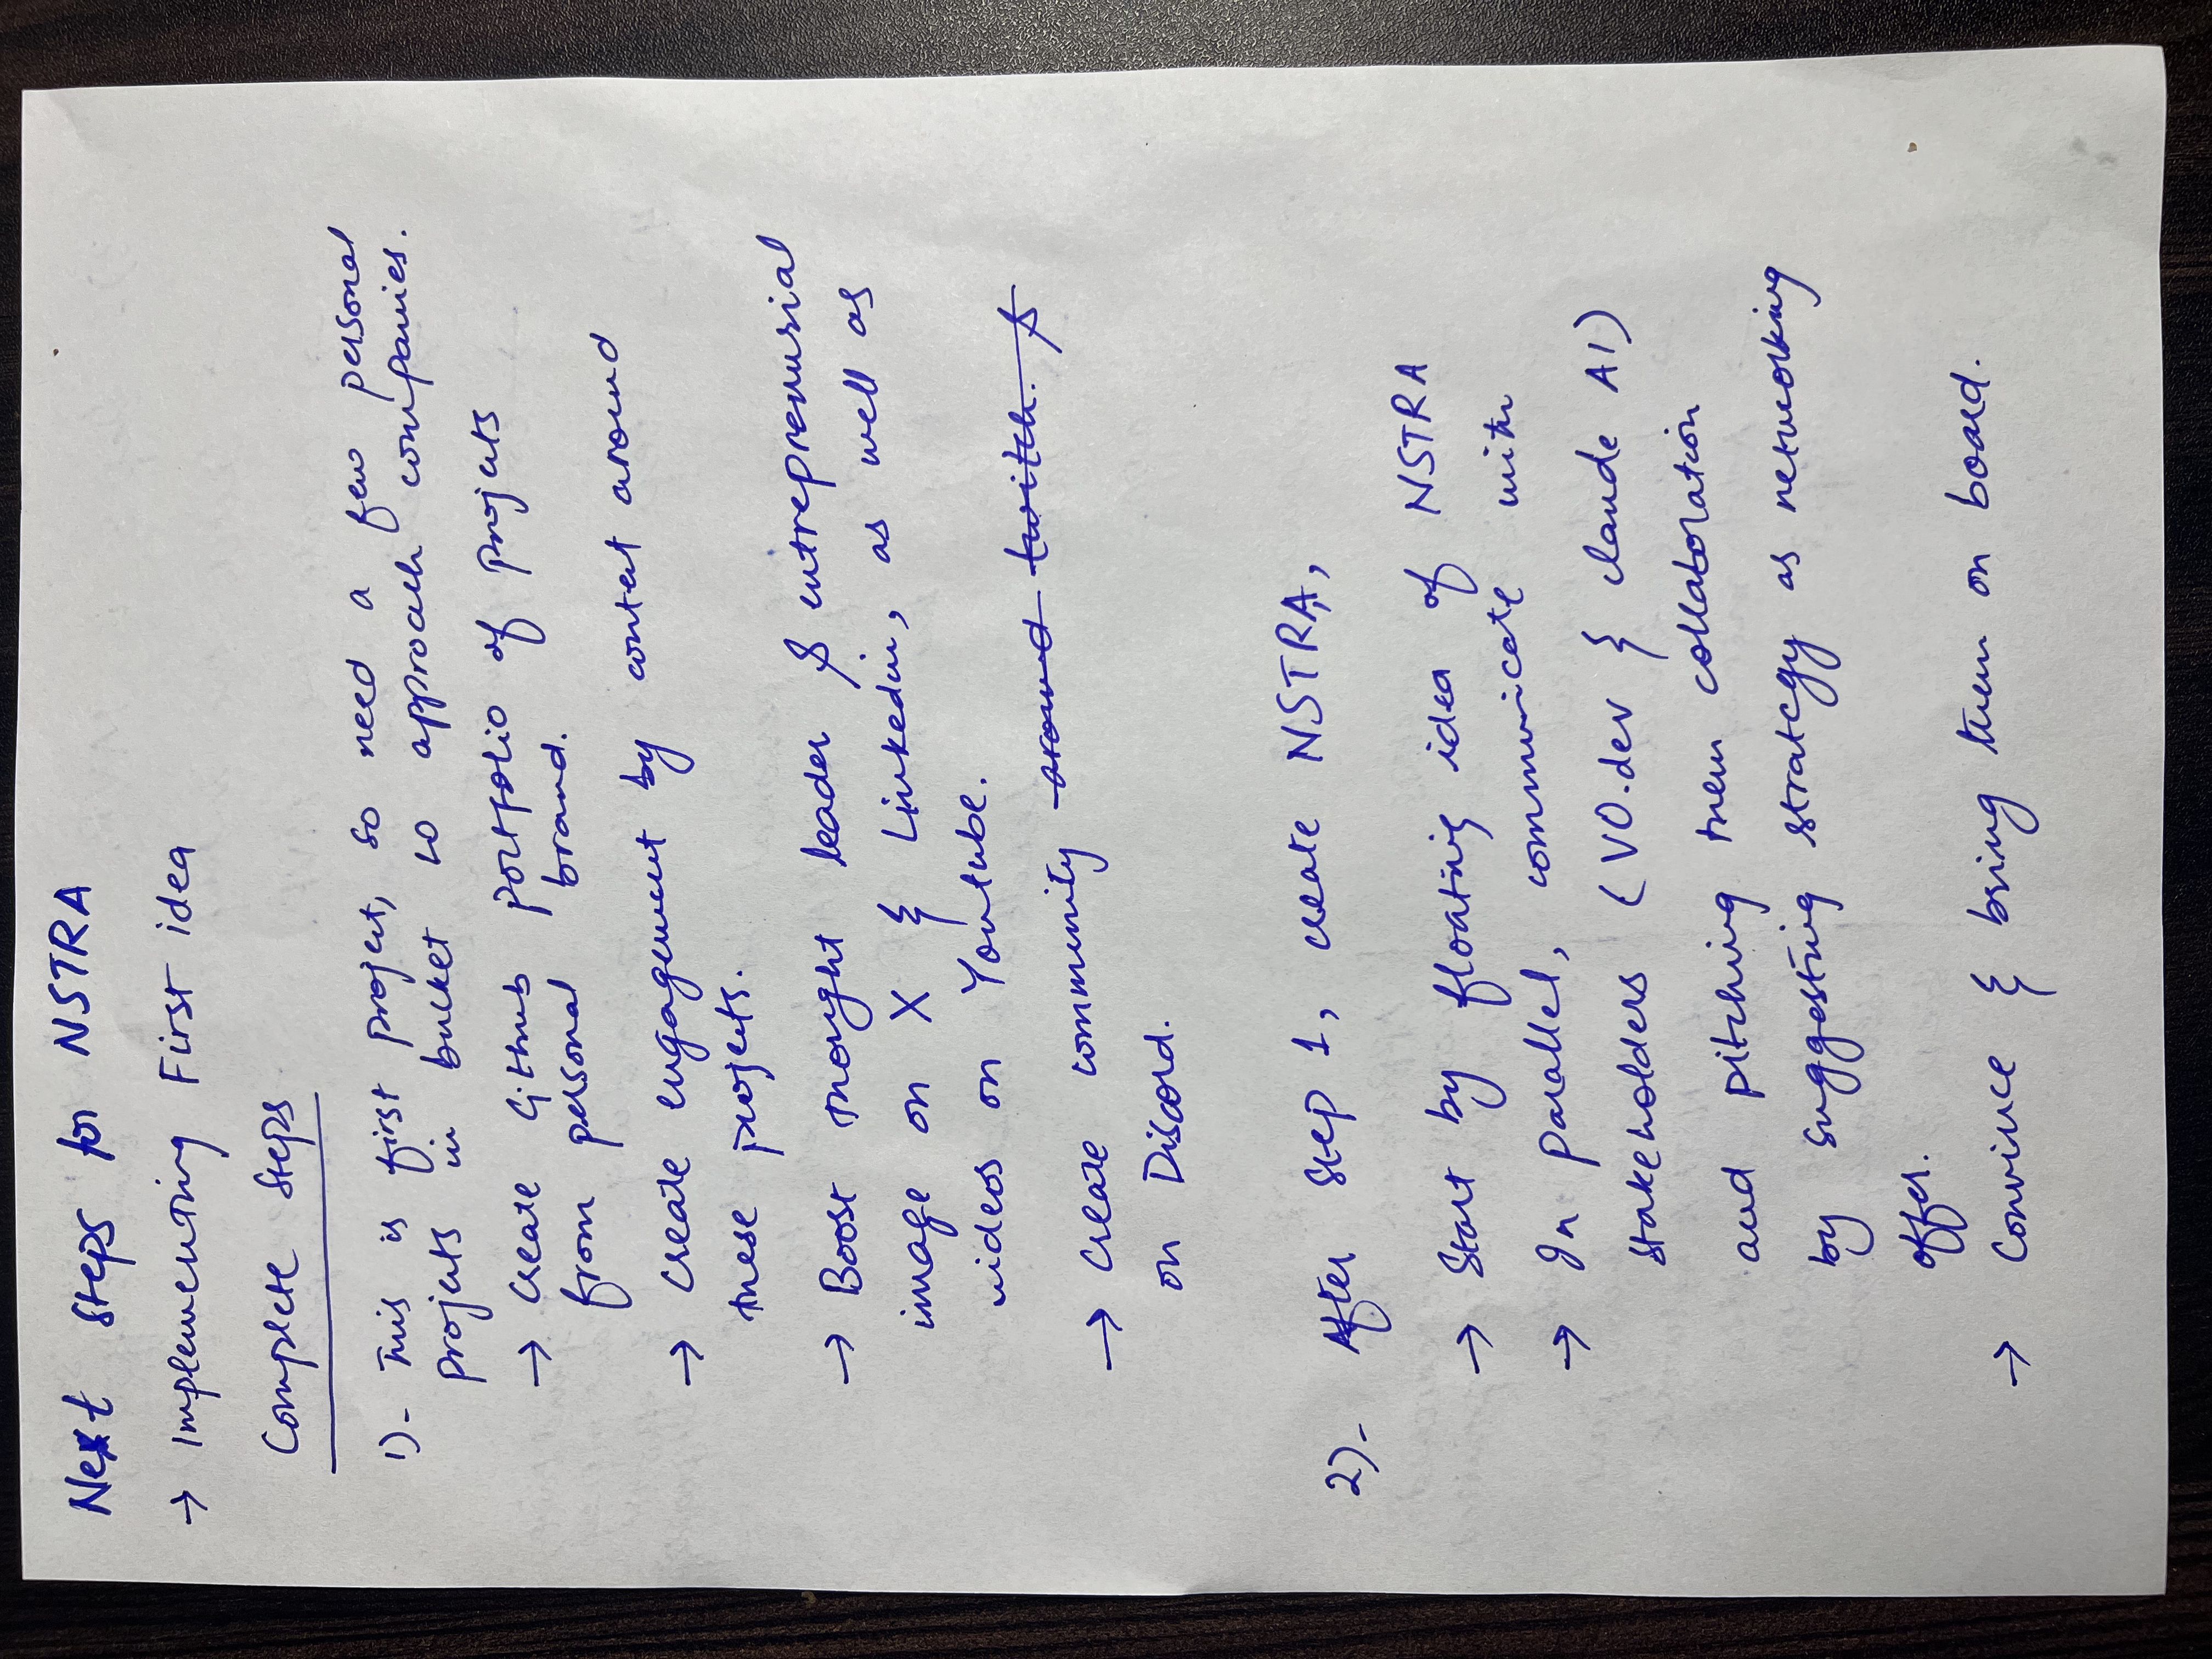 Next Steps for NSTRA
→ Implementing First idea
Complete Steps
1)- This is first project, so need a few personal
projects in bucket to approach companies.
→ Create Github portfolio of projects
from personal brand.
→ Create engagement by content around
these projects.
→ Boost thought leader & entreprenurial
image on X & Linkedin, as well as
videos on Youtube.
→ Create community around twitch. &
on Discord.
2)- After Step 1, create NSTRA,
→ Start by floating idea of NSTRA
→ In parallel, communicate with
stakeholders (VO.dev & claude AI)
and pitching them collaboration
by suggesting strategy as networking
offer.
→ Convince & bring them on board.